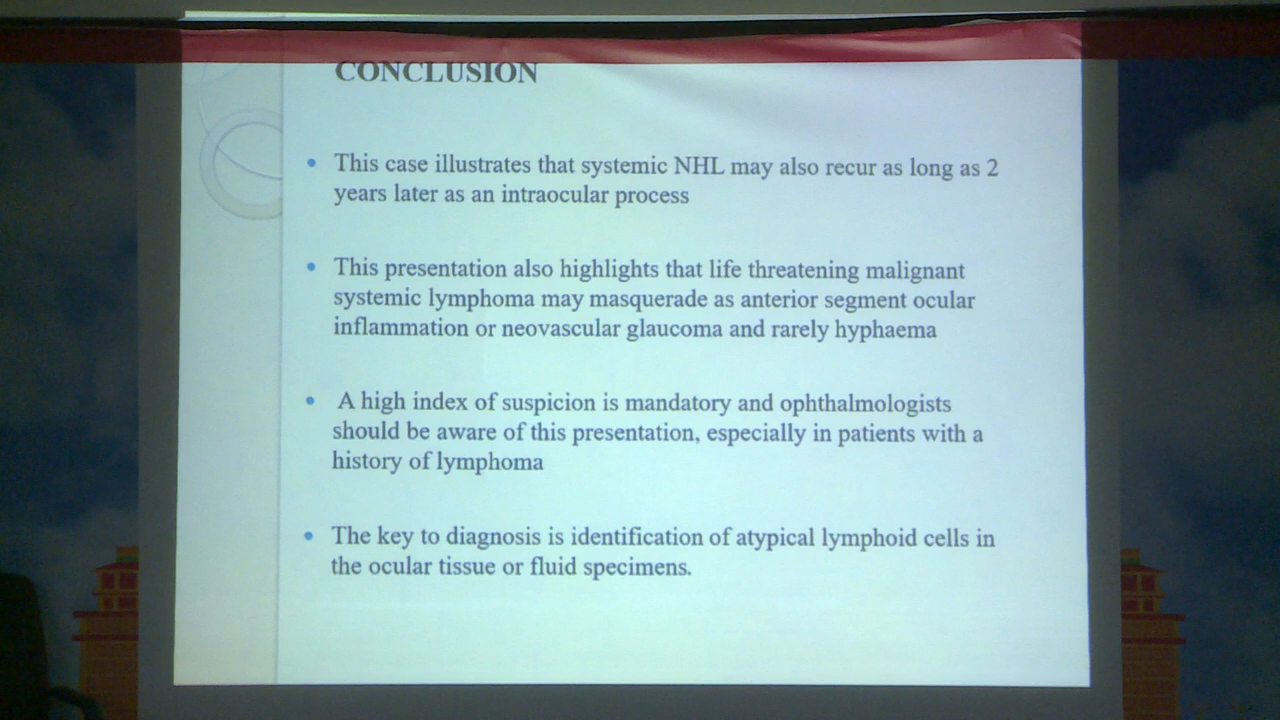 CONCLUSION
• This case illustrates that systemic NHL may also recur as long as 2
years later as an intraocular process
• This presentation also highlights that life threatening malignant
systemic lymphoma may masquerade as anterior segment ocular
inflammation or neovascular glaucoma and rarely hyphaema
• A high index of suspicion is mandatory and ophthalmologists
should be aware of this presentation, especially in patients with a
history of lymphoma
• The key to diagnosis is identification of atypical lymphoid cells in
the ocular tissue or fluid specimens.